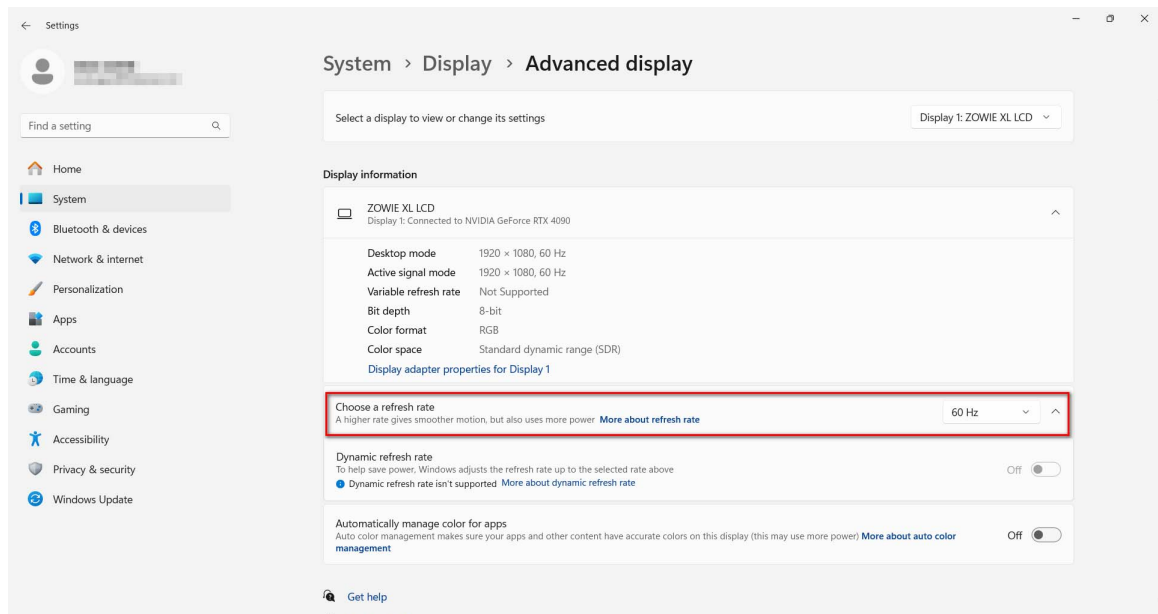 Settings
System > Display > Advanced display
Find a setting
Home
System
Bluetooth & devices
Network & internet
Personalization
Apps
Accounts
Time & language
Gaming
Accessibility
Privacy & security
Windows Update
Select a display to view or change its settings
Display 1: ZOWIE XL LCD
Display information
ZOWIE XL LCD
Display 1: Connected to NVIDIA GeForce RTX 4090
Desktop mode 1920 × 1080, 60 Hz
Active signal mode 1920 × 1080, 60 Hz
Variable refresh rate Not Supported
Bit depth 8-bit
Color format RGB
Color space Standard dynamic range (SDR)
Display adapter properties for Display 1
Choose a refresh rate
A higher rate gives smoother motion, but also uses more power More about refresh rate
60 Hz
Dynamic refresh rate
To help save power, Windows adjusts the refresh rate up to the selected rate above
Dynamic refresh rate isn't supported More about dynamic refresh rate
Off
Automatically manage color for apps
Auto color management makes sure your apps and other content have accurate colors on this display (this may use more power) More about auto color
management
Off
Get help